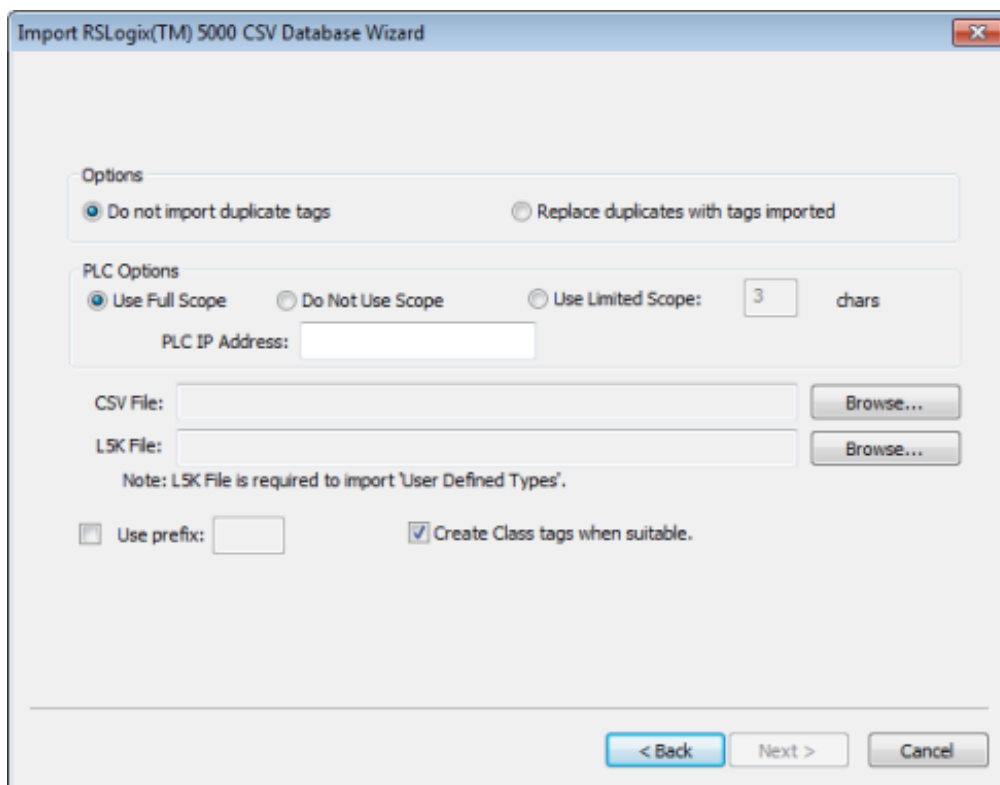 Import RSLogix(TM) 5000 CSV Database Wizard
Options
Do not import duplicate tags
Replace duplicates with tags imported
PLC Options
Use Full Scope
Do Not Use Scope
Use Limited Scope:
3
chars
PLC IP Address:
CSV File:
Browse...
L5K File:
Browse...
Note: L5K File is required to import 'User Defined Types'.
Use prefix:
Create Class tags when suitable.
< Back
Next >
Cancel